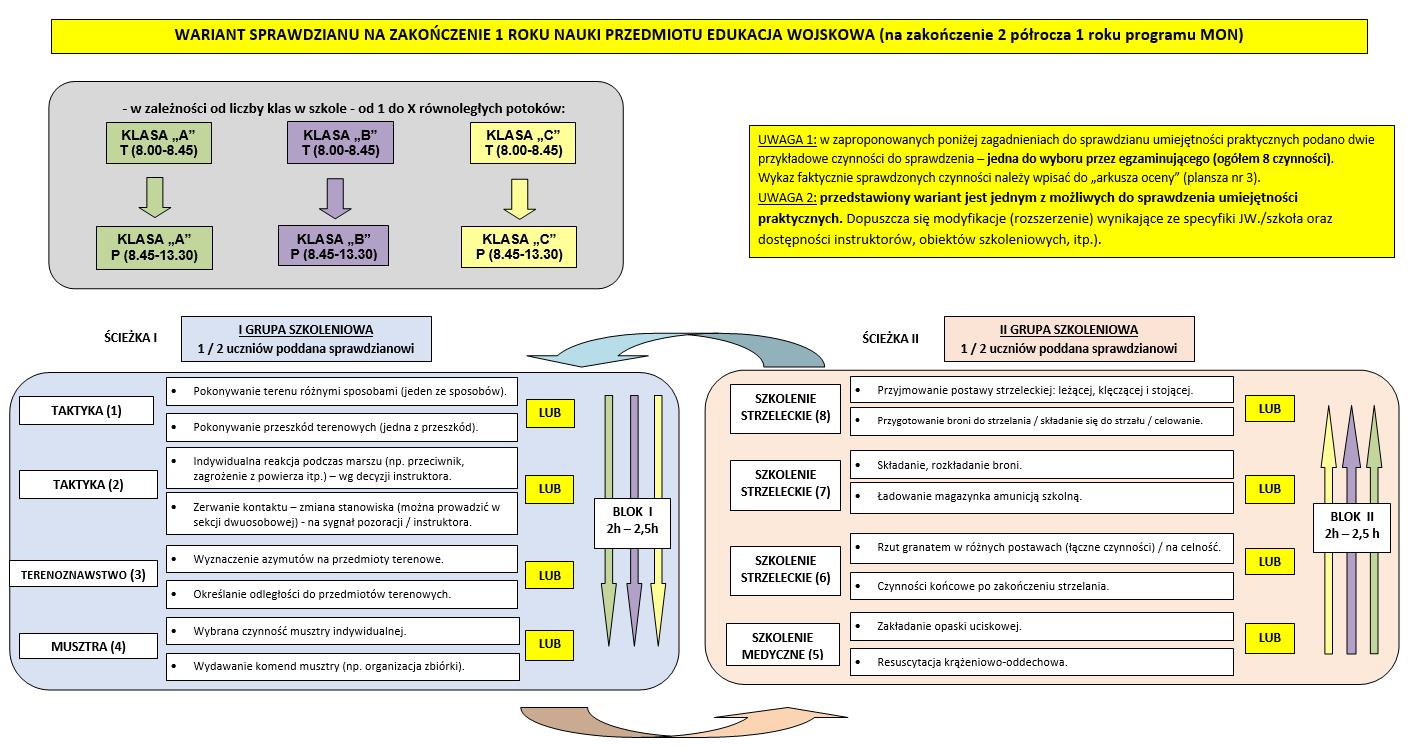 WARIANT SPRAWDZIANU NA ZAKOŃCZENIE 1 ROKU NAUKI PRZEDMIOTU EDUKACJA WOJSKOWA (na zakończenie 2 półrocza 1 roku programu MON)
- w zależności od liczby klas w szkole - od 1 do X równoległych potoków:
KLASA „A”
T (8.00-8.45)
KLASA „B”
T (8.00-8.45)
KLASA „C”
T (8.00-8.45)
KLASA „A”
P (8.45-13.30)
KLASA „B”
P (8.45-13.30)
KLASA „C”
P (8.45-13.30)
UWAGA 1: w zaproponowanych poniżej zagadnieniach do sprawdzianu umiejętności praktycznych podano dwie
przykładowe czynności do sprawdzenia – jedna do wyboru przez egzaminującego (ogółem 8 czynności).
Wykaz faktycznie sprawdzonych czynności należy wpisać do „arkusza oceny” (plansza nr 3).
UWAGA 2: przedstawiony wariant jest jednym z możliwych do sprawdzenia umiejętności
praktycznych. Dopuszcza się modyfikacje (rozszerzenie) wynikające ze specyfiki JW./szkoła oraz
dostępności instruktorów, obiektów szkoleniowych, itp.).
ŚCIEŻKA I
I GRUPA SZKOLENIOWA
1 / 2 uczniów poddana sprawdzianowi
TAKTYKA (1)
• Pokonywanie terenu różnymi sposobami (jeden ze sposobów).
LUB
• Pokonywanie przeszkód terenowych (jedna z przeszkód).
TAKTYKA (2)
• Indywidualna reakcja podczas marszu (np. przeciwnik,
zagrożenie z powierza itp.) – wg decyzji instruktora.
LUB
• Zerwanie kontaktu – zmiana stanowiska (można prowadzić w
sekcji dwuosobowej) - na sygnał pozoracji / instruktora.
TERENOZNAWSTWO (3)
• Wyznaczenie azymutów na przedmioty terenowe.
LUB
• Określanie odległości do przedmiotów terenowych.
MUSZTRA (4)
• Wybrana czynność musztry indywidualnej.
LUB
• Wydawanie komend musztry (np. organizacja zbiórki).
BLOK I
2h – 2,5h
ŚCIEŻKA II
II GRUPA SZKOLENIOWA
1 / 2 uczniów poddana sprawdzianowi
SZKOLENIE
STRZELECKIE (8)
• Przyjmowanie postawy strzeleckiej: leżącej, klęczącej i stojącej.
LUB
• Przygotowanie broni do strzelania / składanie się do strzału / celowanie.
SZKOLENIE
STRZELECKIE (7)
• Składanie, rozkładanie broni.
LUB
• Ładowanie magazynka amunicją szkolną.
SZKOLENIE
STRZELECKIE (6)
• Rzut granatem w różnych postawach (łączne czynności) / na celność.
LUB
• Czynności końcowe po zakończeniu strzelania.
SZKOLENIE
MEDYCZNE (5)
• Zakładanie opaski uciskowej.
LUB
• Resuscytacja krążeniowo-oddechowa.
BLOK II
2h – 2,5 h